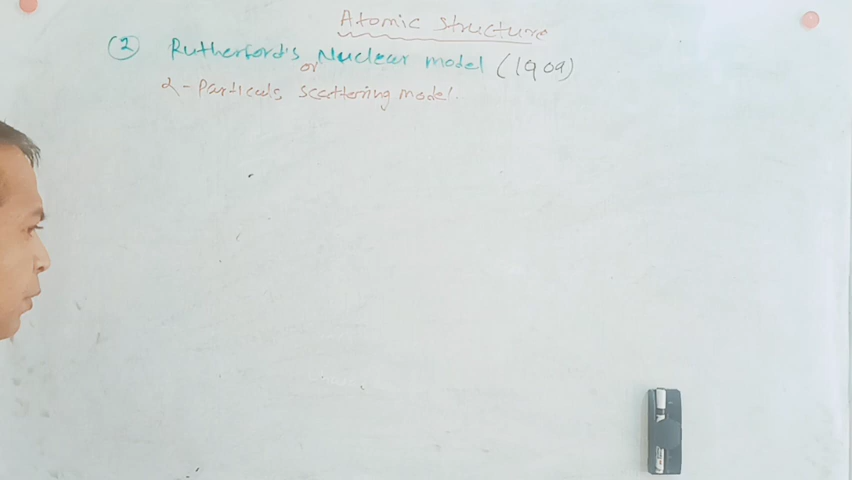 Atomic structure
(2) Rutherford's Nuclear model (1909)
or
α-Particals scattering model.